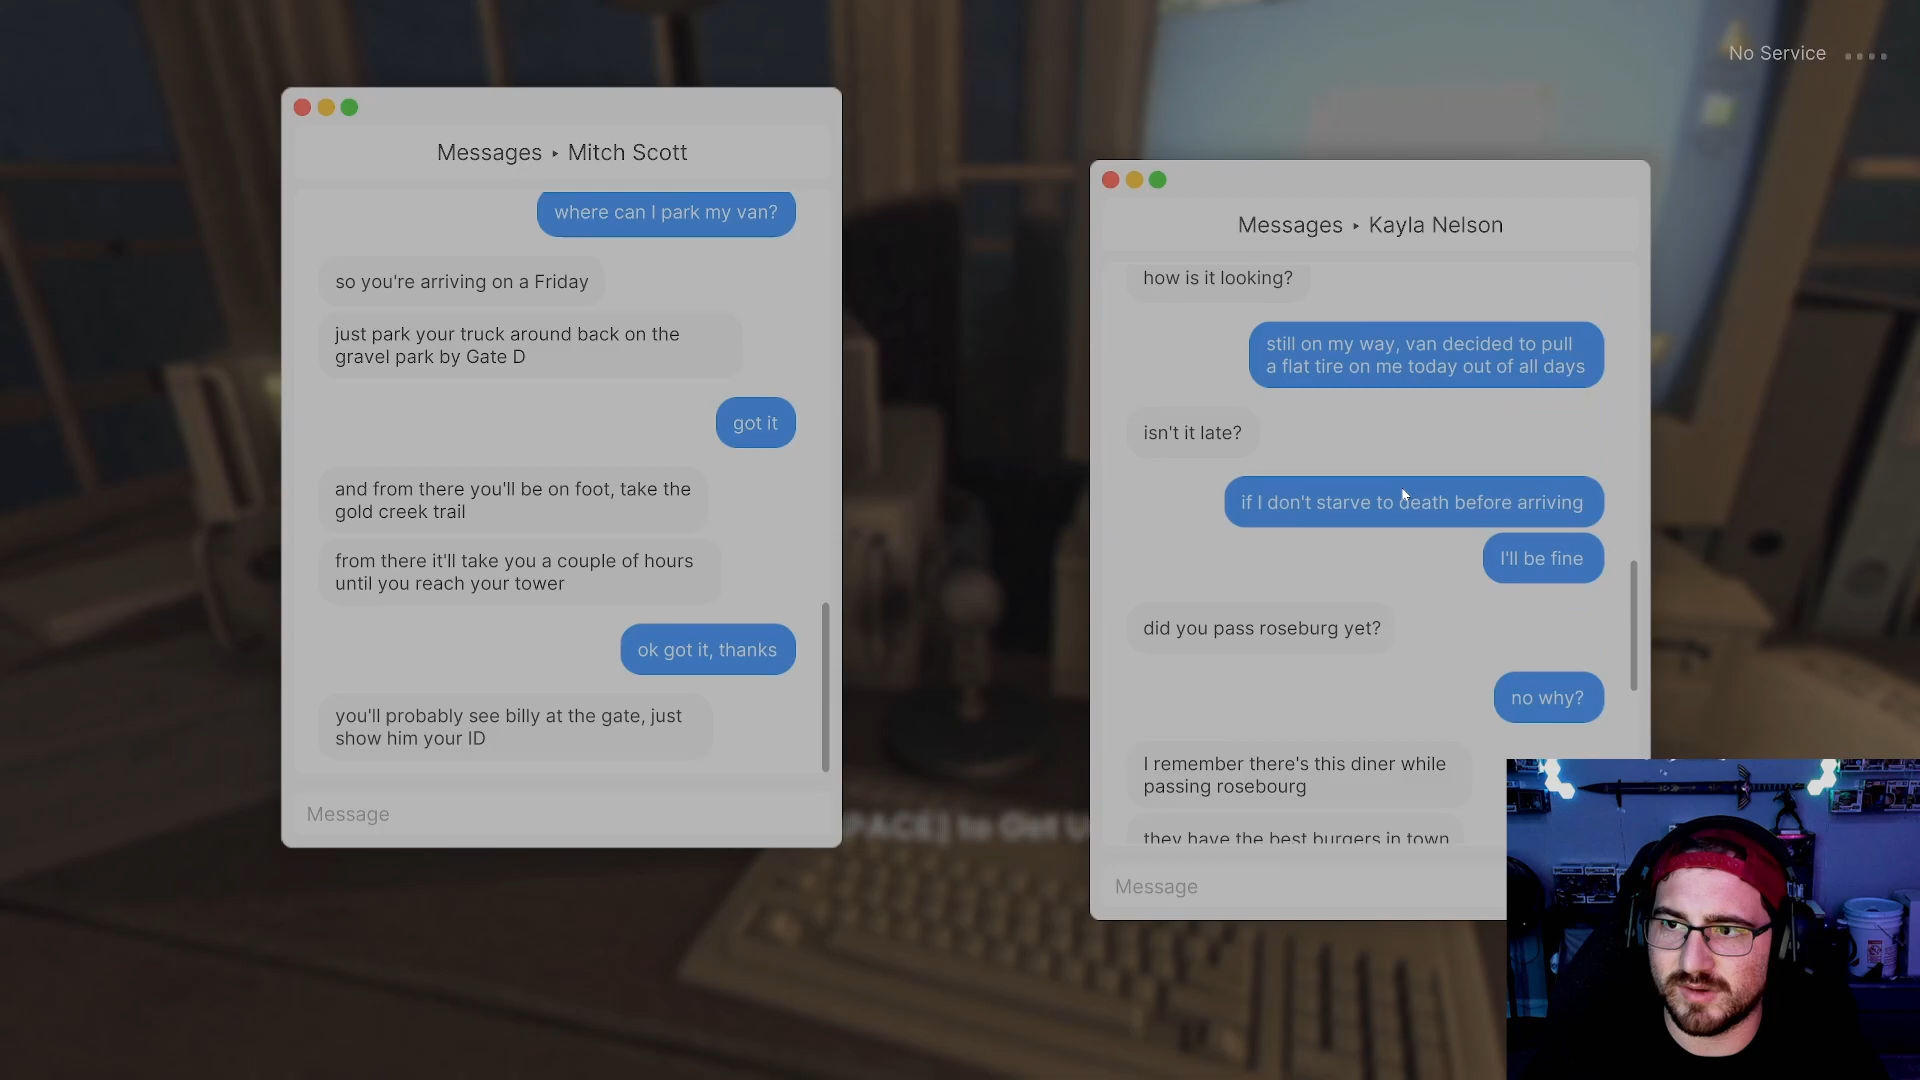 No Service
Messages ▸ Mitch Scott
where can I park my van?
so you're arriving on a Friday
just park your truck around back on the
gravel park by Gate D
got it
and from there you'll be on foot, take the
gold creek trail
from there it'll take you a couple of hours
until you reach your tower
ok got it, thanks
you'll probably see billy at the gate, just
show him your ID
Message
Messages ▸ Kayla Nelson
how is it looking?
still on my way, van decided to pull
a flat tire on me today out of all days
isn't it late?
if I don't starve to death before arriving
I'll be fine
did you pass roseburg yet?
no why?
I remember there's this diner while
passing rosebourg
they have the best burgers in town
Message
to Get